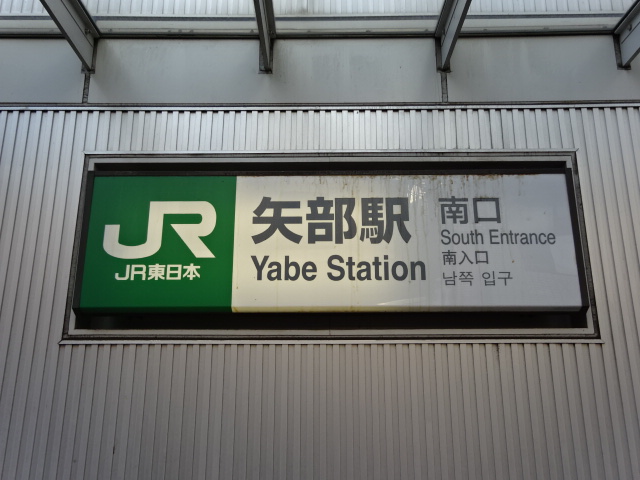 JR
JR東日本
矢部駅
Yabe Station
南口
South Entrance
南入口
남쪽 입구